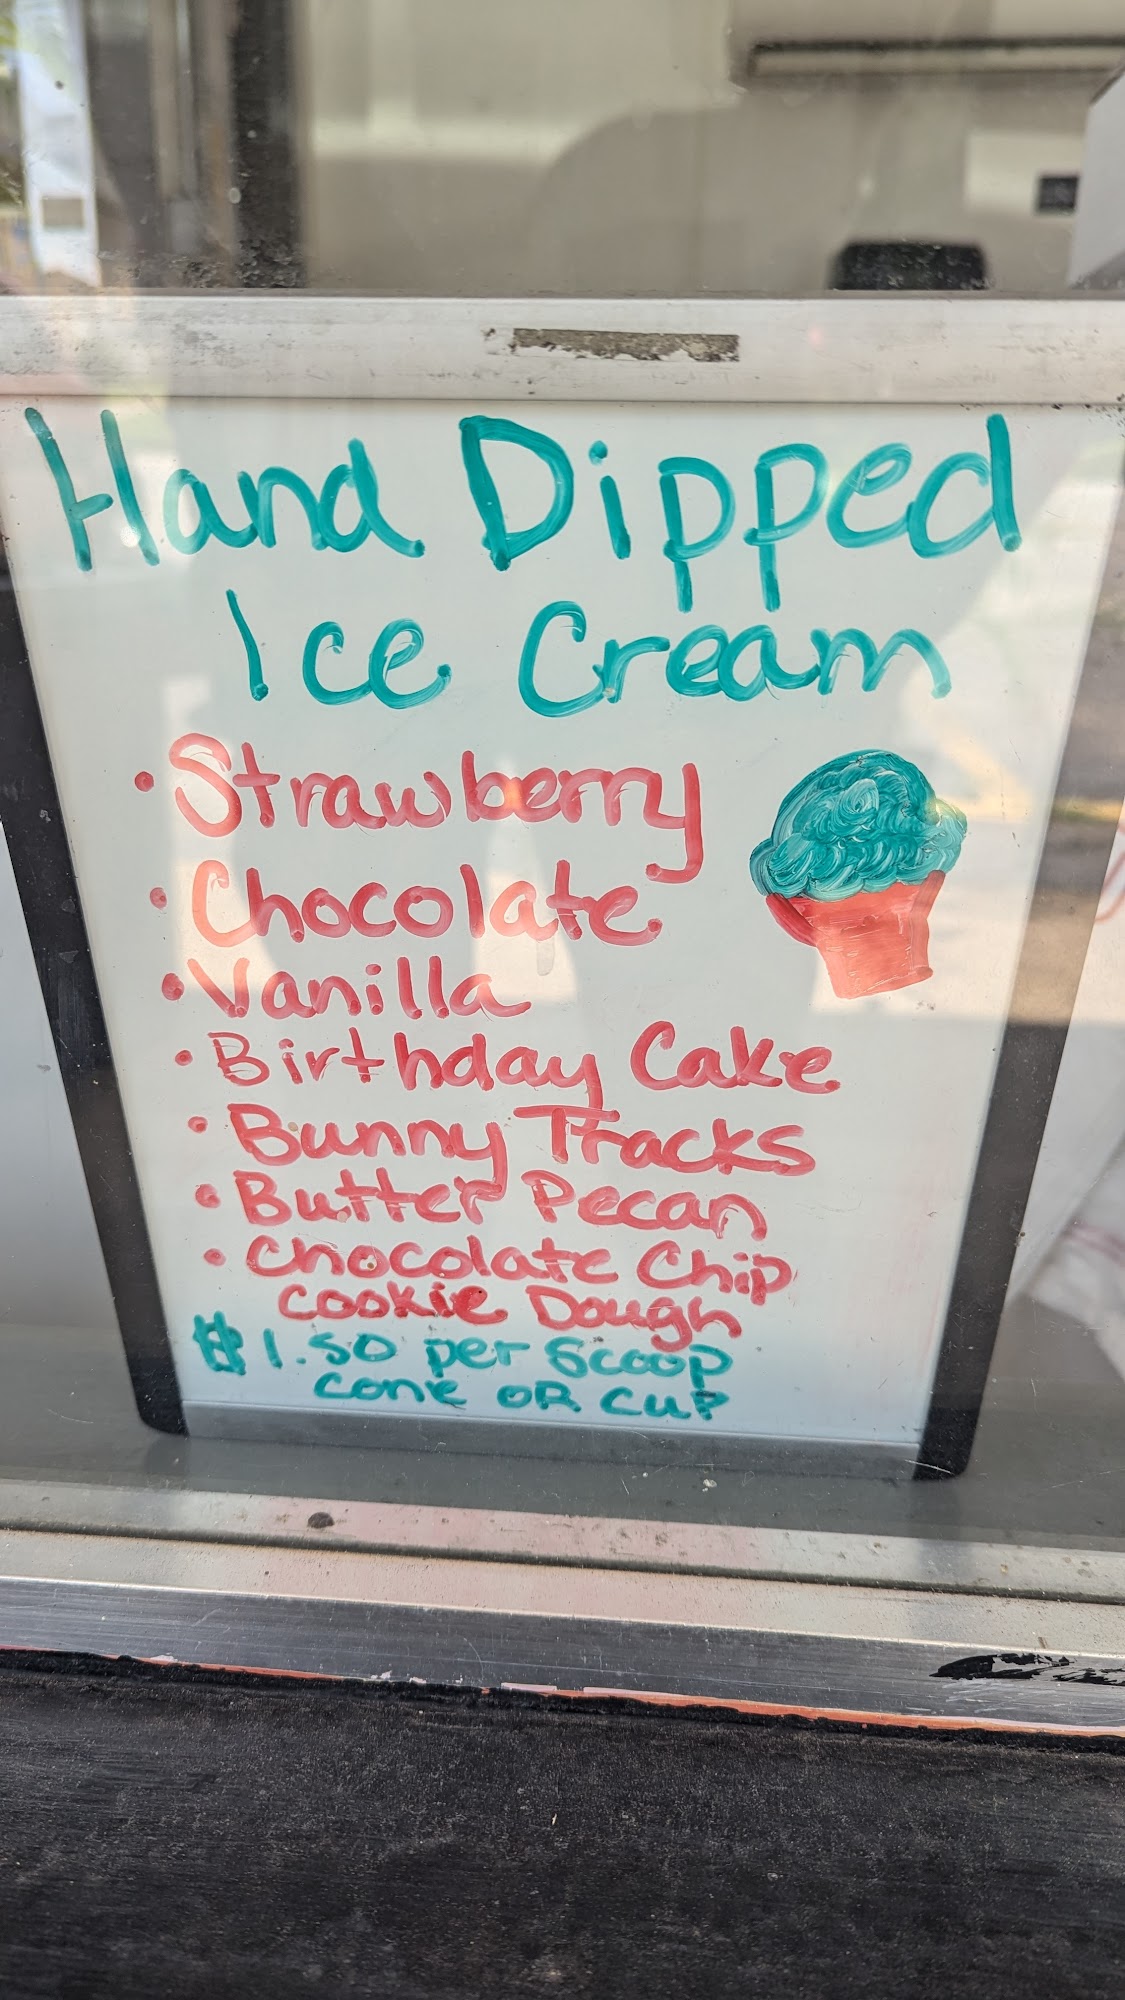 Hand Dipped
Ice Cream
• Strawberry
• Chocolate
• Vanilla
• Birthday Cake
• Bunny Tracks
• Butter Pecan
• Chocolate Chip
Cookie Dough
$1.50 per Scoop
Cone OR Cup